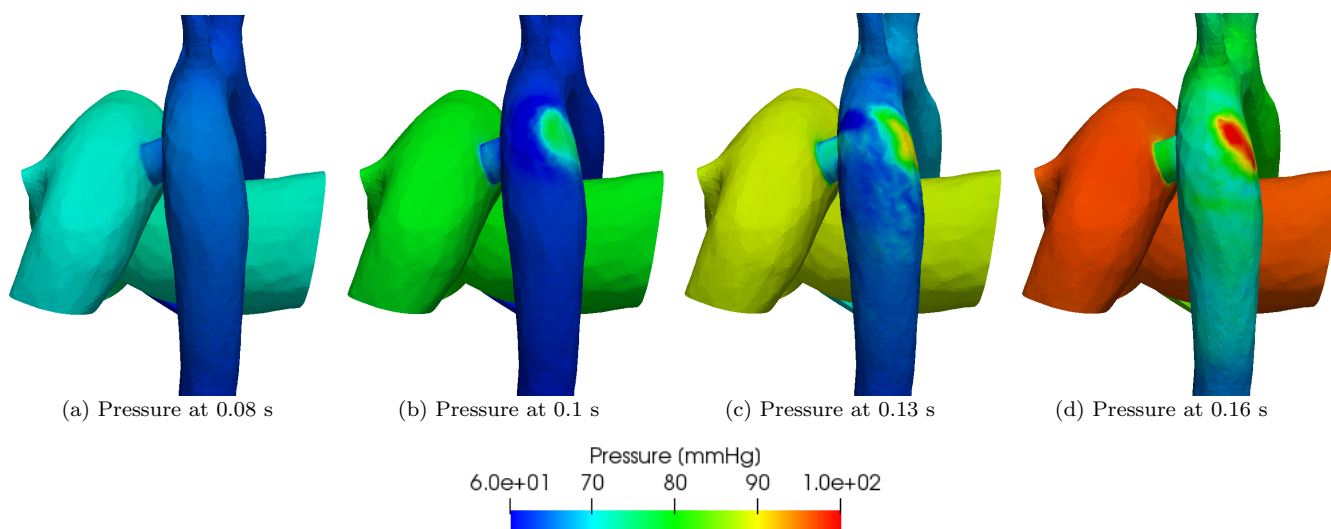 (a) Pressure at 0.08 s (b) Pressure at 0.1 s (c) Pressure at 0.13 s (d) Pressure at 0.16 s
Pressure (mmHg)
6.0e+01 70 80 90 1.0e+02